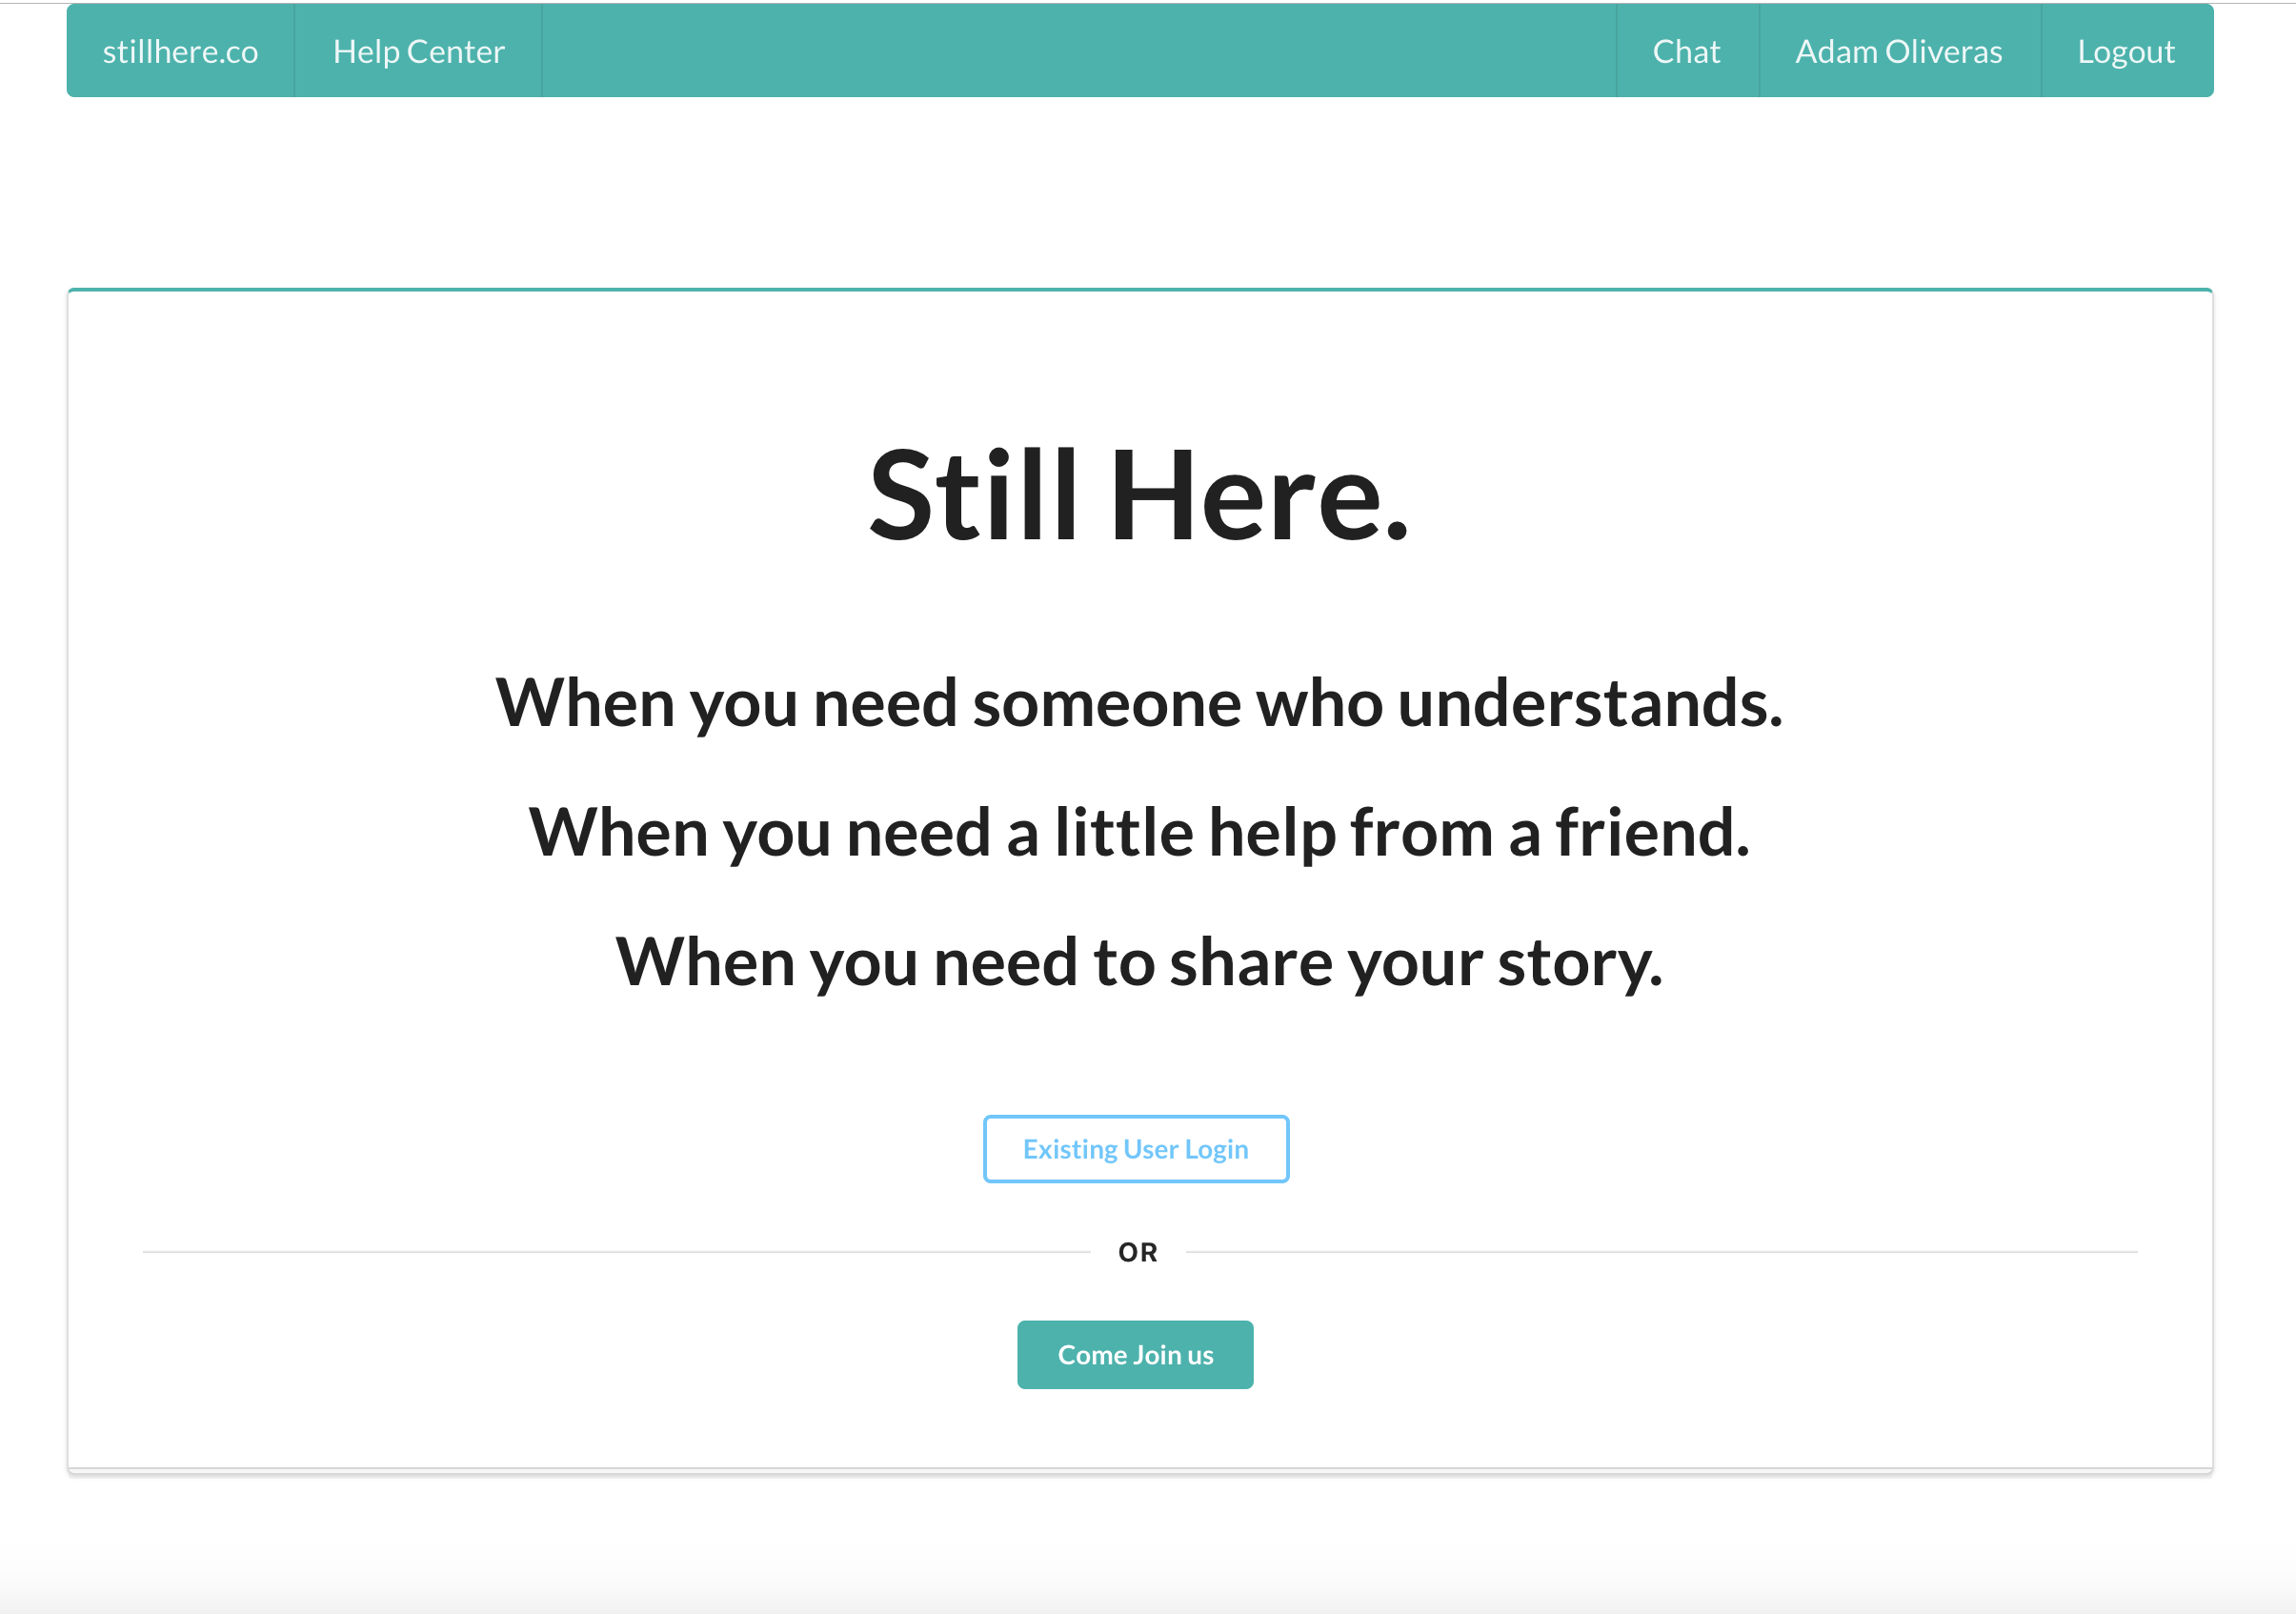 stillhere.co Help Center Chat Adam Oliveras Logout
Still Here.
When you need someone who understands.
When you need a little help from a friend.
When you need to share your story.
Existing User Login
OR
Come Join us